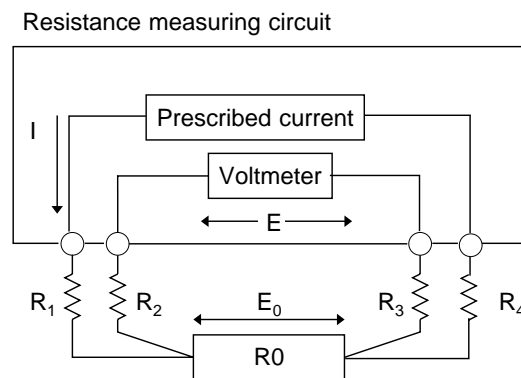 Resistance measuring circuit
Prescribed current
I
Voltmeter
E
R1 R2 E0 R3 R4
R0